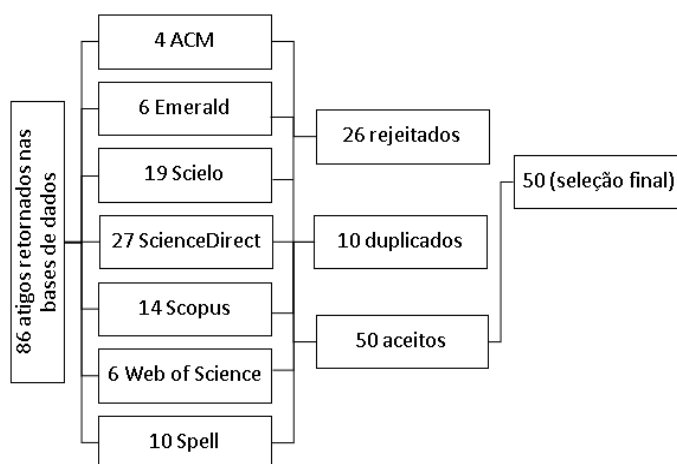 86 atigos retornados nas
bases de dados
4 ACM
6 Emerald
19 Scielo
27 ScienceDirect
14 Scopus
6 Web of Science
10 Spell
26 rejeitados
10 duplicados
50 aceitos
50 (seleção final)